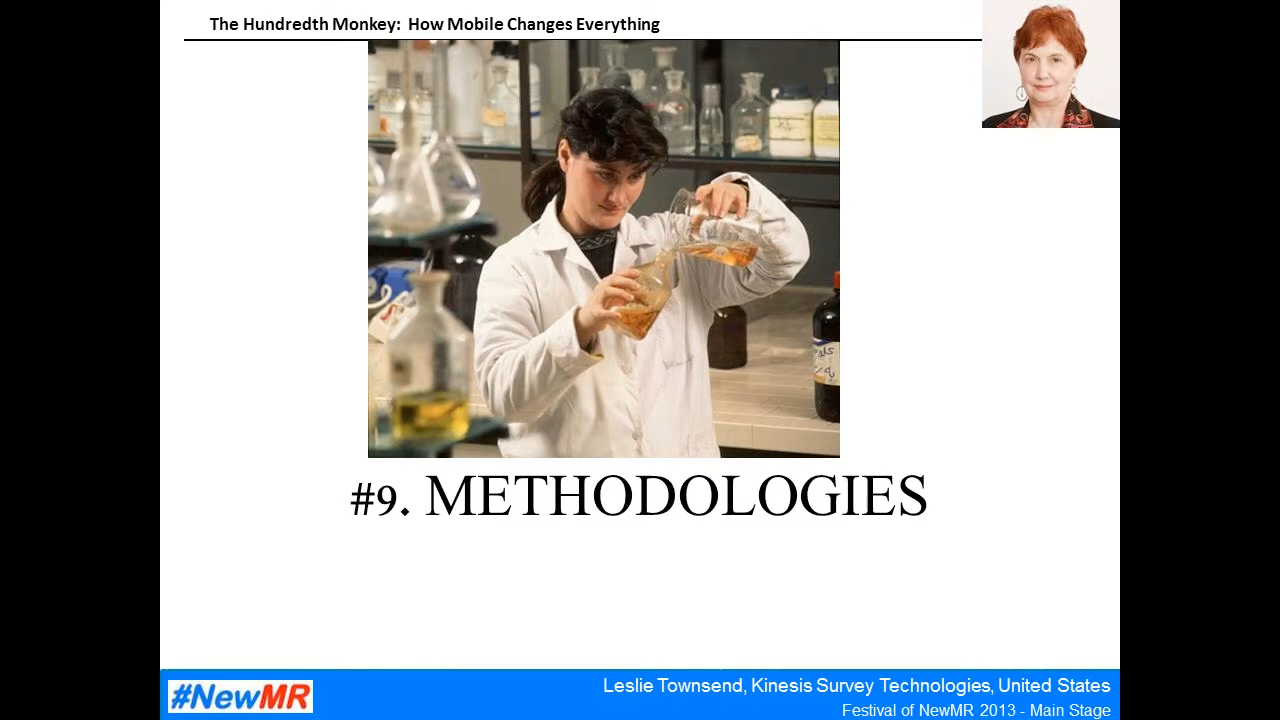 The Hundredth Monkey: How Mobile Changes Everything
#9. METHODOLOGIES
#NewMR
Leslie Townsend, Kinesis Survey Technologies, United States
Festival of NewMR 2013 - Main Stage